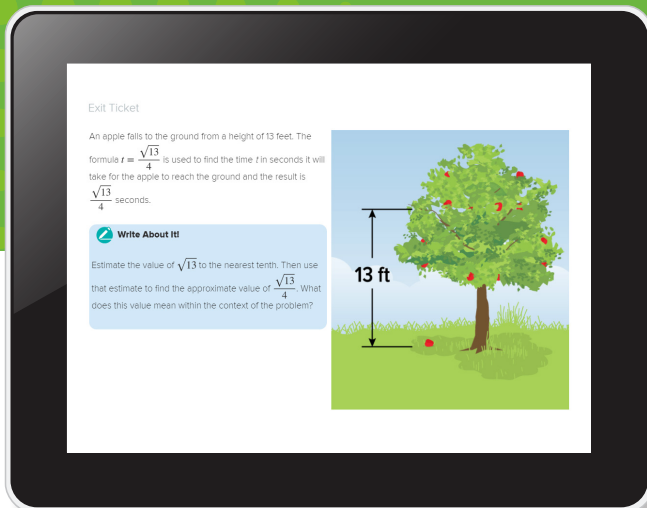 Exit Ticket
An apple falls to the ground from a height of 13 feet. The
formula t = √13/4 is used to find the time t in seconds it will
take for the apple to reach the ground and the result is
√13/4 seconds.
Write About It!
Estimate the value of √13 to the nearest tenth. Then use
that estimate to find the approximate value of √13/4. What
does this value mean within the context of the problem?
13 ft